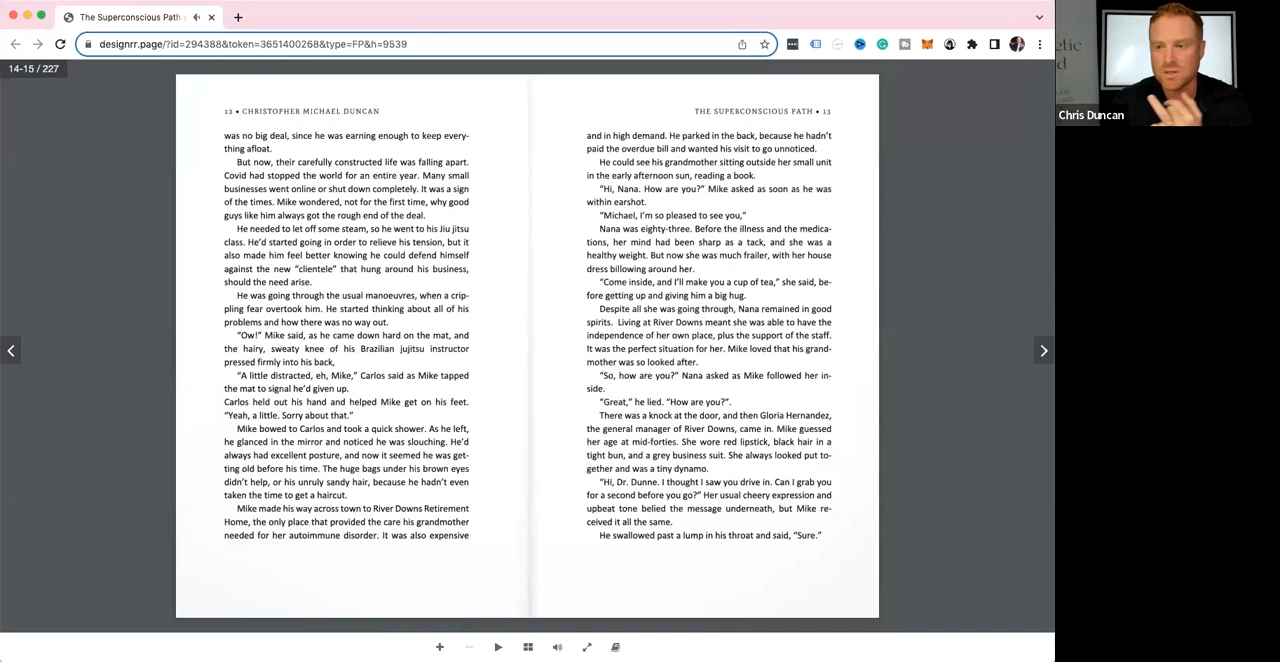 The Superconscious Path
designrr.page/?id=294388&token=3651400268&type=FP&h=9539
14-15 / 227
12 • CHRISTOPHER MICHAEL DUNCAN
was no big deal, since he was earning enough to keep every-
thing afloat.
But now, their carefully constructed life was falling apart.
Covid had stopped the world for an entire year. Many small
businesses went online or shut down completely. It was a sign
of the times. Mike wondered, not for the first time, why good
guys like him always got the rough end of the deal.
He needed to let off some steam, so he went to his Jiu jitsu
class. He’d started going in order to relieve his tension, but it
also made him feel better knowing he could defend himself
against the new “clientele” that hung around his business,
should the need arise.
He was going through the usual manoeuvres, when a crip-
pling fear overtook him. He started thinking about all of his
problems and how there was no way out.
“Ow!” Mike said, as he came down hard on the mat, and
the hairy, sweaty knee of his Brazilian jujitsu instructor
pressed firmly into his back,
“A little distracted, eh, Mike,” Carlos said as Mike tapped
the mat to signal he’d given up.
Carlos held out his hand and helped Mike get on his feet.
“Yeah, a little. Sorry about that.”
Mike bowed to Carlos and took a quick shower. As he left,
he glanced in the mirror and noticed he was slouching. He’d
always had excellent posture, and now it seemed he was get-
ting old before his time. The huge bags under his brown eyes
didn’t help, or his unruly sandy hair, because he hadn’t even
taken the time to get a haircut.
Mike made his way across town to River Downs Retirement
Home, the only place that provided the care his grandmother
needed for her autoimmune disorder. It was also expensive
THE SUPERCONSCIOUS PATH • 13
and in high demand. He parked in the back, because he hadn’t
paid the overdue bill and wanted his visit to go unnoticed.
He could see his grandmother sitting outside her small unit
in the early afternoon sun, reading a book.
“Hi, Nana. How are you?” Mike asked as soon as he was
within earshot.
“Michael, I’m so pleased to see you,”
Nana was eighty-three. Before the illness and the medica-
tions, her mind had been sharp as a tack, and she was a
healthy weight. But now she was much frailer, with her house
dress billowing around her.
“Come inside, and I’ll make you a cup of tea,” she said, be-
fore getting up and giving him a big hug.
Despite all she was going through, Nana remained in good
spirits. Living at River Downs meant she was able to have the
independence of her own place, plus the support of the staff.
It was the perfect situation for her. Mike loved that his grand-
mother was so looked after.
“So, how are you?” Nana asked as Mike followed her in-
side.
“Great,” he lied. “How are you?”.
There was a knock at the door, and then Gloria Hernandez,
the general manager of River Downs, came in. Mike guessed
her age at mid-forties. She wore red lipstick, black hair in a
tight bun, and a grey business suit. She always looked put to-
gether and was a tiny dynamo.
“Hi, Dr. Dunne. I thought I saw you drive in. Can I grab you
for a second before you go?” Her usual cheery expression and
upbeat tone belied the message underneath, but Mike re-
ceived it all the same.
He swallowed past a lump in his throat and said, “Sure.”
Chris Duncan